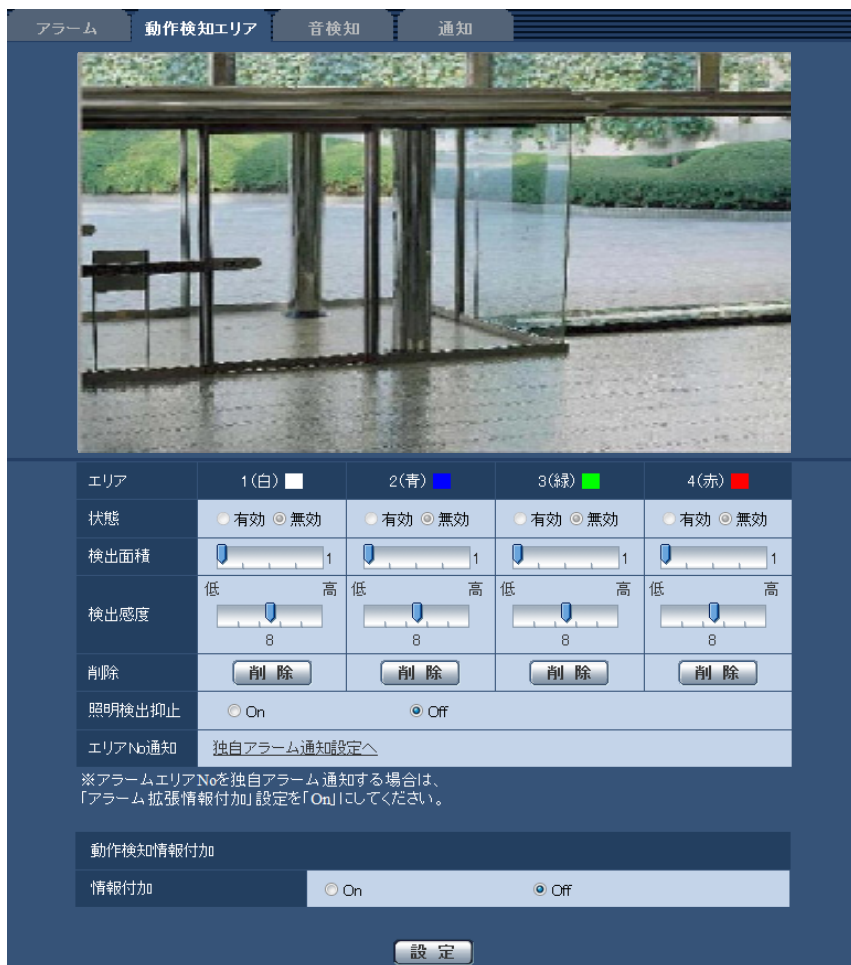 アラーム 動作検知エリア 音検知 通知
エリア 1(白) 2(青) 3(緑) 4(赤)
状態 有効 無効 有効 無効 有効 無効 有効 無効
検出面積 1 1 1 1
低 高 低 高 低 高 低 高
検出感度
8 8 8 8
削除 削除 削除 削除 削除
照明検出抑止 On Off
エリアNo通知 独自アラーム通知設定へ
※アラームエリアNoを独自アラーム通知する場合は、
「アラーム拡張情報付加」設定を「On」にしてください。
動作検知情報付加
情報付加 On Off
設定